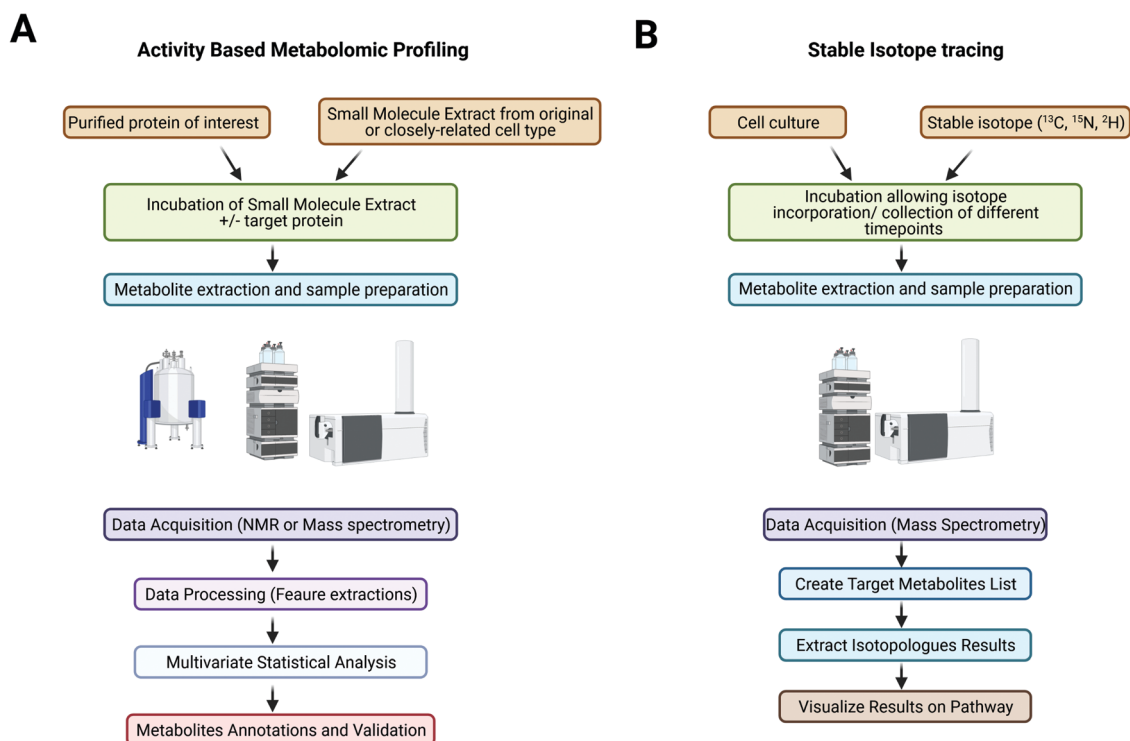 A
Activity Based Metabolomic Profiling
Purified protein of interest
Small Molecule Extract from original
or closely-related cell type
Incubation of Small Molecule Extract
+/- target protein
Metabolite extraction and sample preparation
Data Acquisition (NMR or Mass spectrometry)
Data Processing (Feaure extractions)
Multivariate Statistical Analysis
Metabolites Annotations and Validation
B
Stable Isotope tracing
Cell culture
Stable isotope (¹³C, ¹⁵N, ²H)
Incubation allowing isotope
incorporation/ collection of different
timepoints
Metabolite extraction and sample preparation
Data Acquisition (Mass Spectrometry)
Create Target Metabolites List
Extract Isotopologues Results
Visualize Results on Pathway